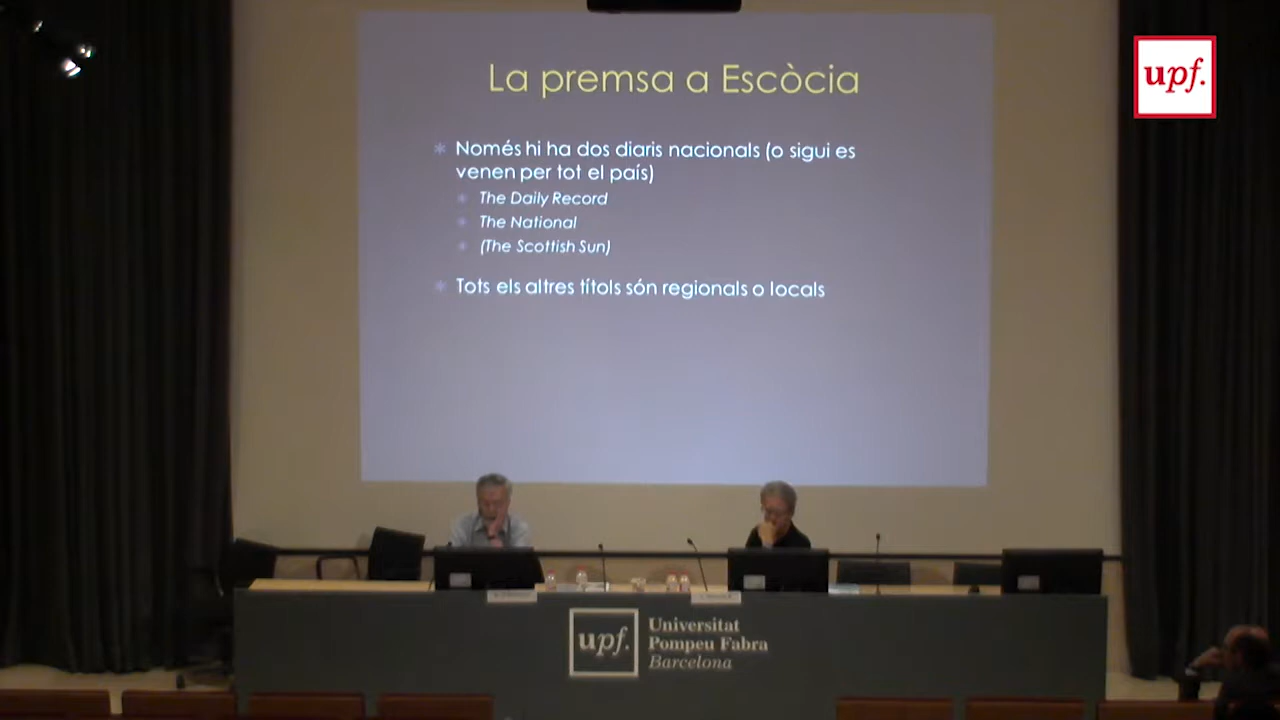 La premsa a Escòcia
upf.
Només hi ha dos diaris nacionals (o sigui es
venen per tot el país)
The Daily Record
The National
(The Scottish Sun)
Tots els altres títols són regionals o locals
upf.
Universitat
Pompeu Fabra
Barcelona